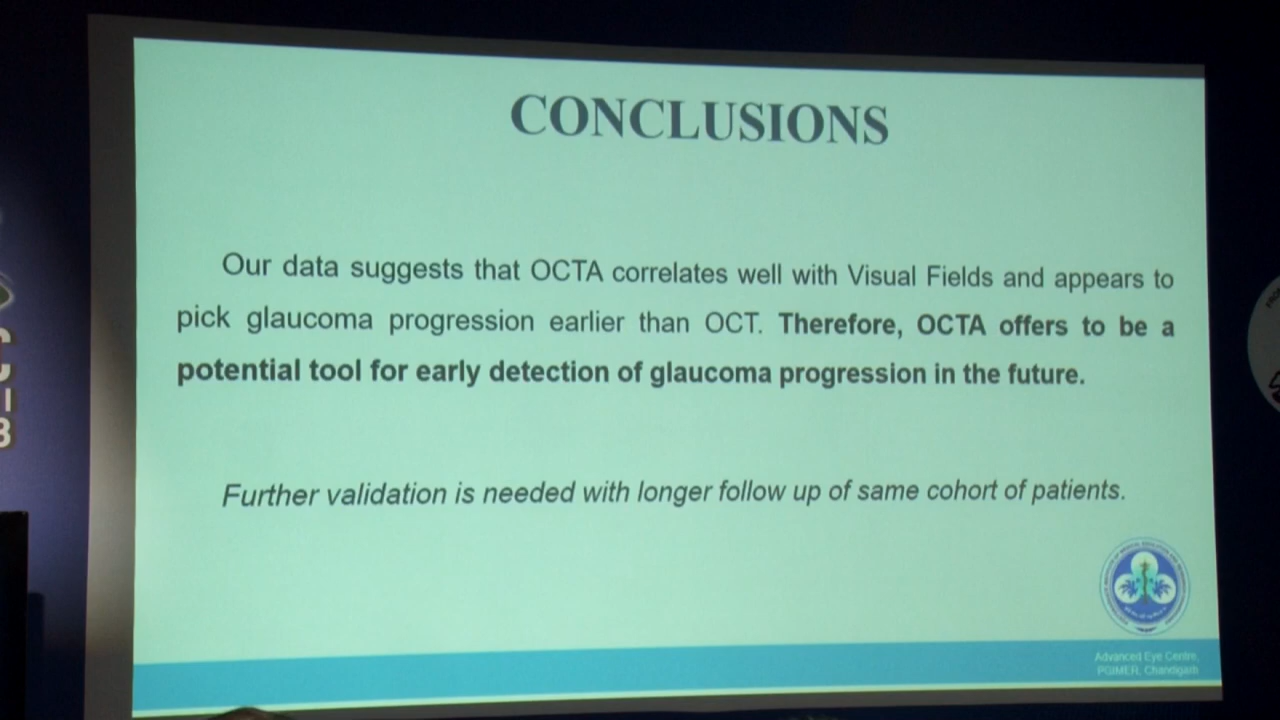 CONCLUSIONS
Our data suggests that OCTA correlates well with Visual Fields and appears to
pick glaucoma progression earlier than OCT. Therefore, OCTA offers to be a
potential tool for early detection of glaucoma progression in the future.
Further validation is needed with longer follow up of same cohort of patients.
Advanced Eye Centre,
PGIMER, Chandigarh